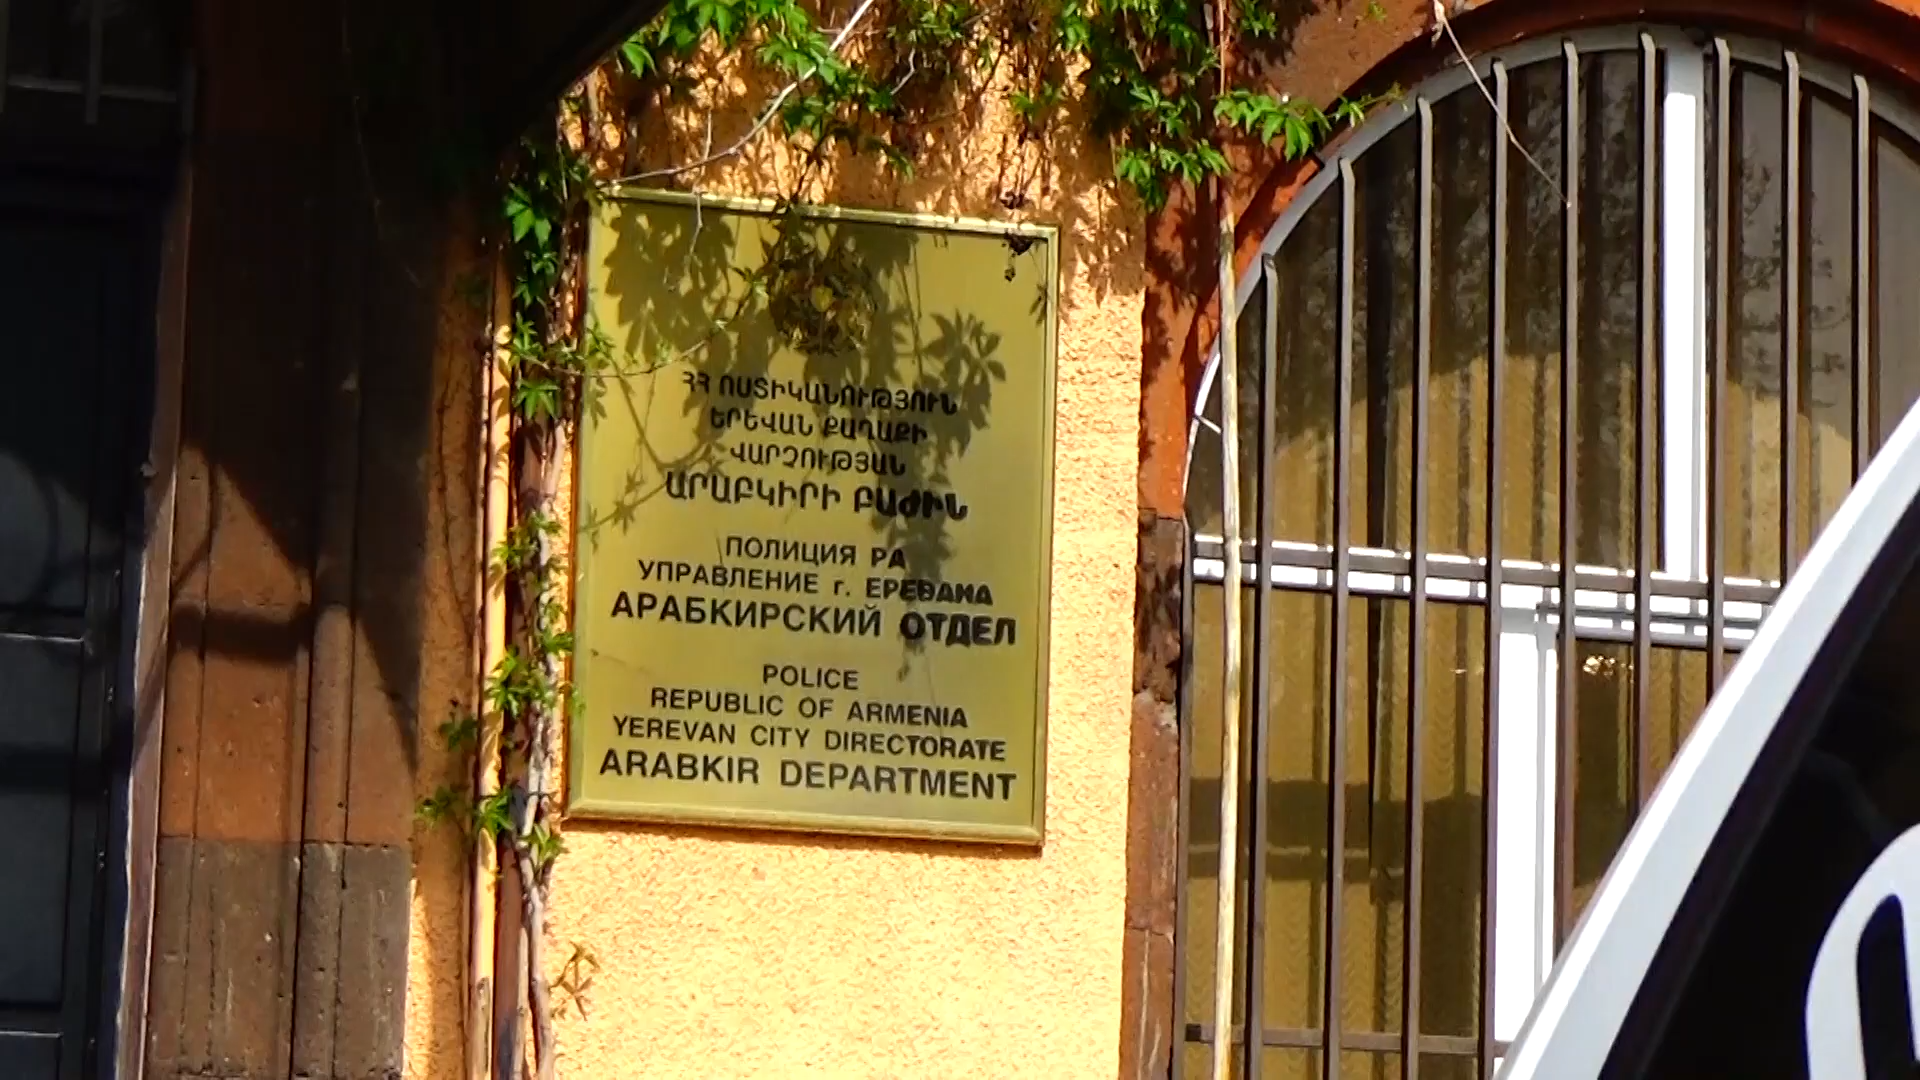 ՀՀ ՈՍՏԻԿԱՆՈՒԹՅՈՒՆ
ԵՐԵՎԱՆ ՔԱՂԱՔԻ
ՎԱՐՉՈՒԹՅԱՆ
ԱՐԱԲԿԻՐԻ ԲԱԺԻՆ
ПОЛИЦИЯ РА
УПРАВЛЕНИЕ г. ЕРЕВАНА
АРАБКИРСКИЙ ОТДЕЛ
POLICE
REPUBLIC OF ARMENIA
YEREVAN CITY DIRECTORATE
ARABKIR DEPARTMENT